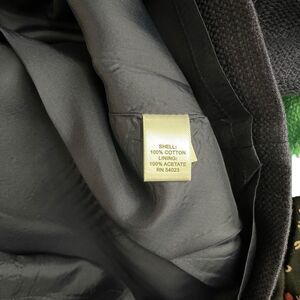 SHELL:
100% COTTON
LINING:
100% ACETATE
RN 54023